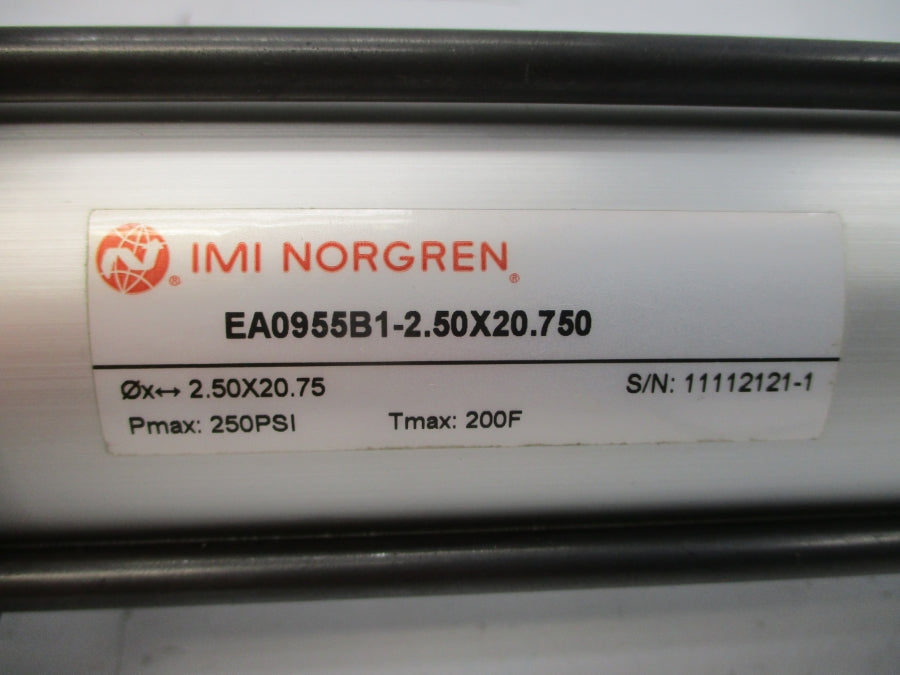 N® IMI NORGREN®
EA0955B1-2.50X20.750
Øx↔ 2.50X20.75 S/N: 11112121-1
Pmax: 250PSI Tmax: 200F